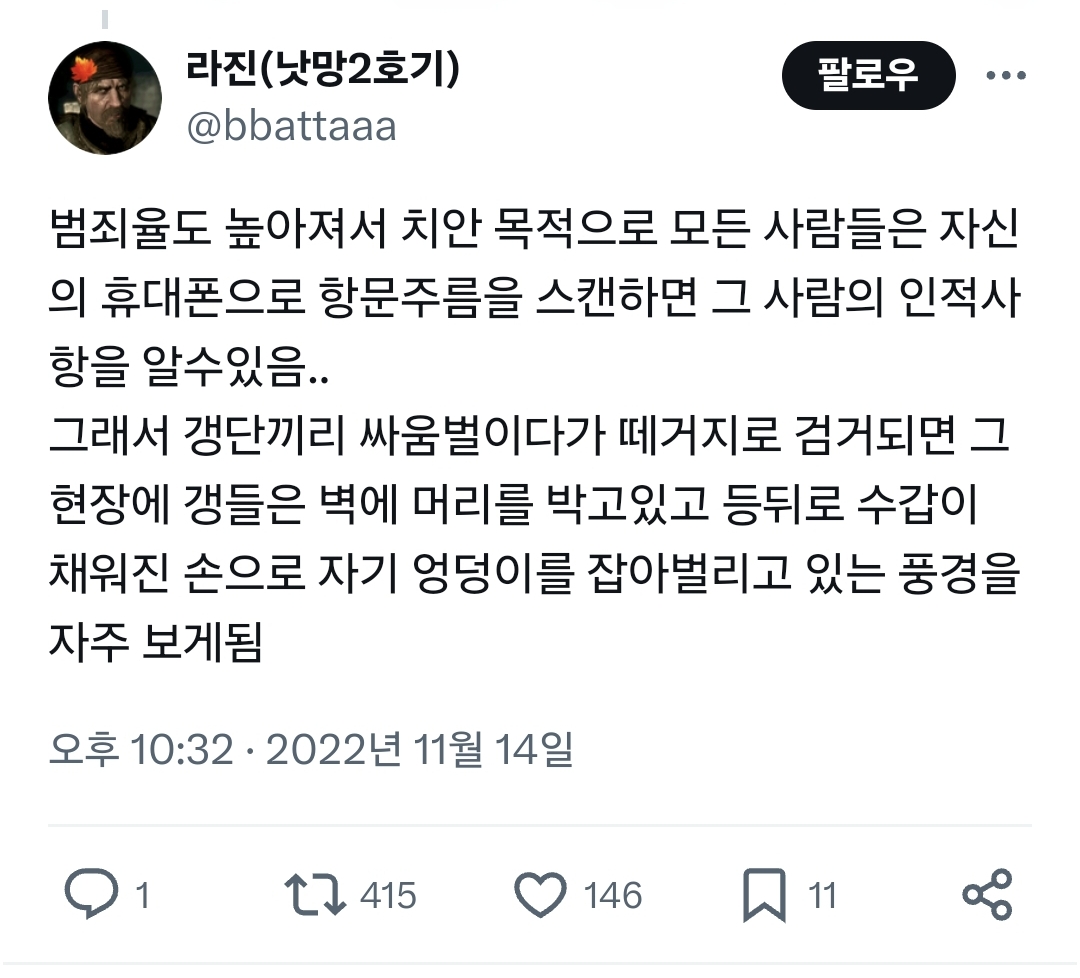 라진(낫망2호기)
팔로우
@bbattaaa
범죄율도 높아져서 치안 목적으로 모든 사람들은 자신
의 휴대폰으로 항문주름을 스캔하면 그 사람의 인적사
항을 알수있음..
그래서 갱단끼리 싸움벌이다가 떼거지로 검거되면 그
현장에 갱들은 벽에 머리를 박고있고 등뒤로 수갑이
채워진 손으로 자기 엉덩이를 잡아벌리고 있는 풍경을
자주 보게됨
오후 10:32 · 2022년 11월 14일
1 415 146 11